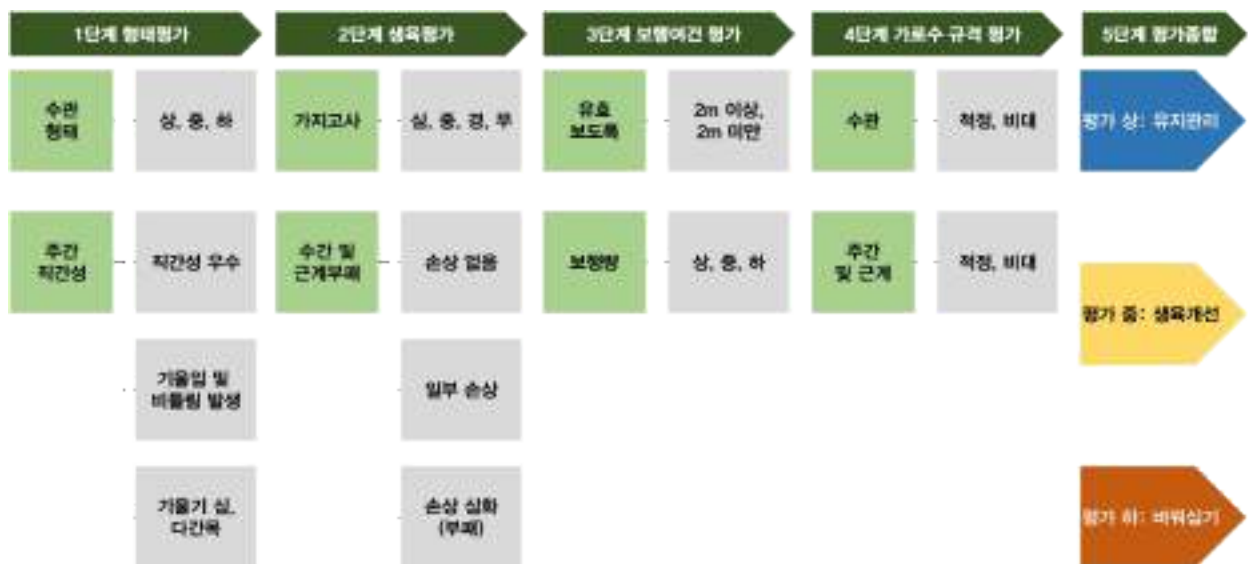 1단계 형태평가
2단계 생육평가
3단계 보행여건 평가
4단계 가로수 규격 평가
5단계 평가종합
수관
형태
상, 중, 하
가지고사
심, 중, 경, 무
유효
보도폭
2m 이상,
2m 미만
수관
적정, 비대
평가 상: 유지관리
주간
직간성
직간성 우수
수간 및
근계부패
손상 없음
보행량
상, 중, 하
주간
및 근계
적정, 비대
평가 중: 생육개선
기울임 및
비틀림 발생
일부 손상
기울기 심,
다간목
손상 심화
(부패)
평가 하: 바꿔심기